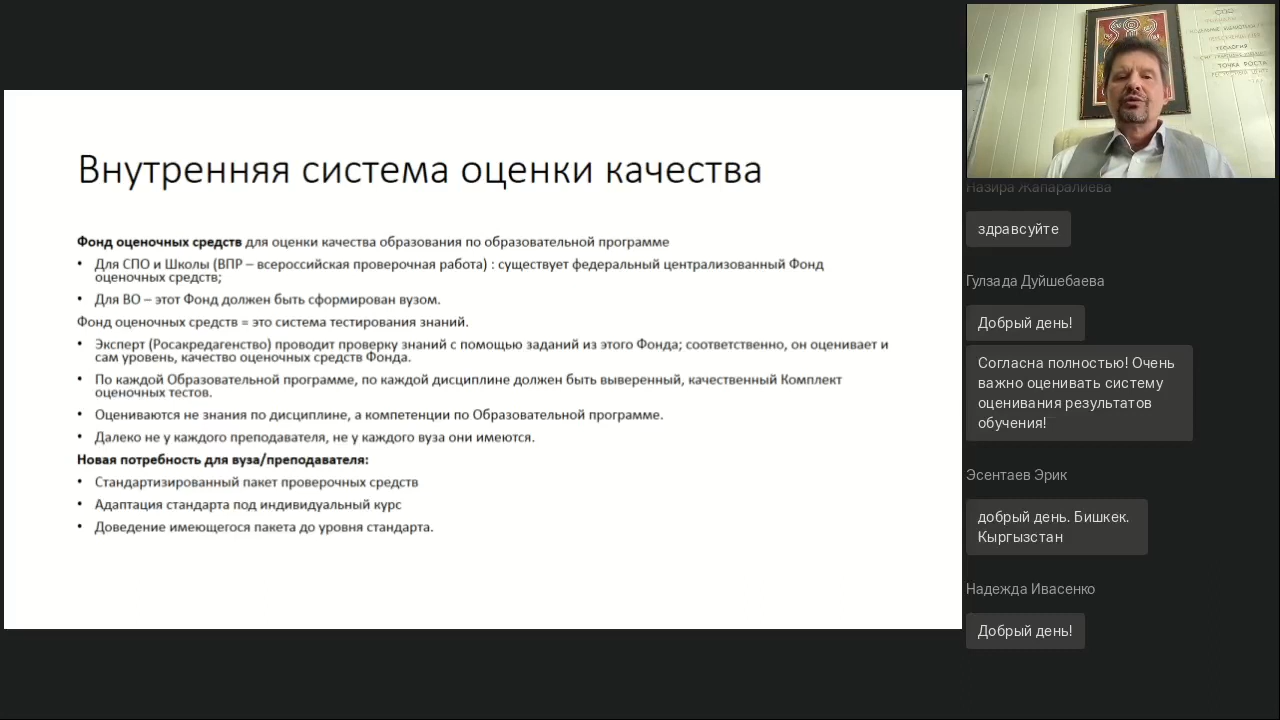 Внутренняя система оценки качества
Фонд оценочных средств для оценки качества образования по образовательной программе
• Для СПО и Школы (ВПР – всероссийская проверочная работа) : существует федеральный централизованный Фонд
оценочных средств;
• Для ВО – этот Фонд должен быть сформирован вузом.
Фонд оценочных средств = это система тестирования знаний.
• Эксперт (Росакредагенство) проводит проверку знаний с помощью заданий из этого Фонда; соответственно, он оценивает и
сам уровень, качество оценочных средств Фонда.
• По каждой Образовательной программе, по каждой дисциплине должен быть выверенный, качественный Комплект
оценочных тестов.
• Оцениваются не знания по дисциплине, а компетенции по Образовательной программе.
• Далеко не у каждого преподавателя, не у каждого вуза они имеются.
Новая потребность для вуза/преподавателя:
• Стандартизированный пакет проверочных средств
• Адаптация стандарта под индивидуальный курс
• Доведение имеющегося пакета до уровня стандарта.
СПО
ТЕОЛОГИЯ
ТОЧКА РОСТА
Назира Жапаралиева
здравсуйте
Гулзада Дуйшебаева
Добрый день!
Согласна полностью! Очень
важно оценивать систему
оценивания результатов
обучения!
Эсентаев Эрик
добрый день. Бишкек.
Кыргызстан
Надежда Ивасенко
Добрый день!